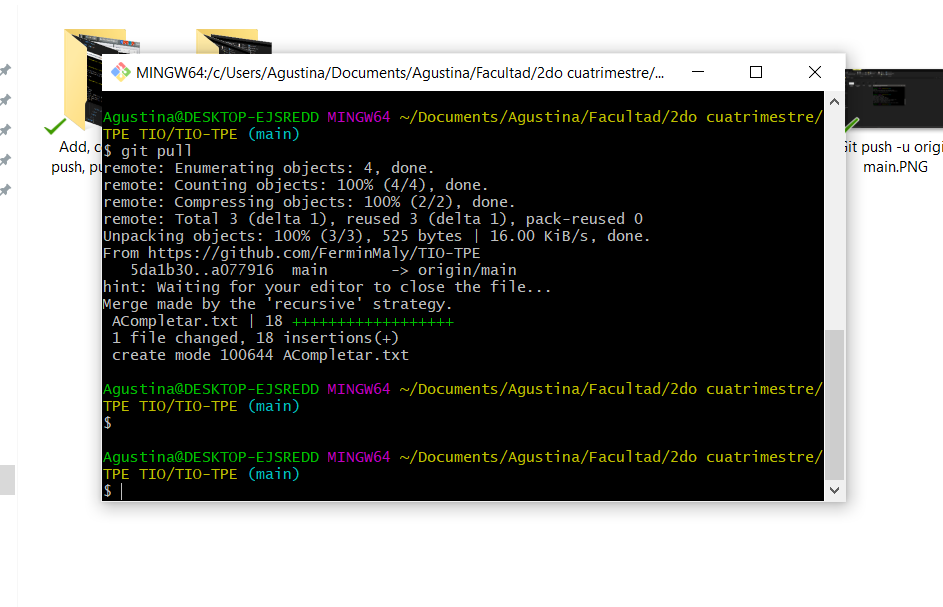 MINGW64:/c/Users/Agustina/Documents/Agustina/Facultad/2do cuatrimestre/...
Agustina@DESKTOP-EJSREDD MINGW64 ~/Documents/Agustina/Facultad/2do cuatrimestre/
TPE TIO/TIO-TPE (main)
$ git pull
remote: Enumerating objects: 4, done.
remote: Counting objects: 100% (4/4), done.
remote: Compressing objects: 100% (2/2), done.
remote: Total 3 (delta 1), reused 3 (delta 1), pack-reused 0
Unpacking objects: 100% (3/3), 525 bytes | 16.00 KiB/s, done.
From https://github.com/FerminMaly/TIO-TPE
   5da1b30..a077916  main       -> origin/main
hint: Waiting for your editor to close the file...
Merge made by the 'recursive' strategy.
 ACompletar.txt | 18 ++++++++++++++++++
 1 file changed, 18 insertions(+)
 create mode 100644 ACompletar.txt
Agustina@DESKTOP-EJSREDD MINGW64 ~/Documents/Agustina/Facultad/2do cuatrimestre/
TPE TIO/TIO-TPE (main)
$
Agustina@DESKTOP-EJSREDD MINGW64 ~/Documents/Agustina/Facultad/2do cuatrimestre/
TPE TIO/TIO-TPE (main)
$
Add, c
push, pu
Git push -u origi
main.PNG